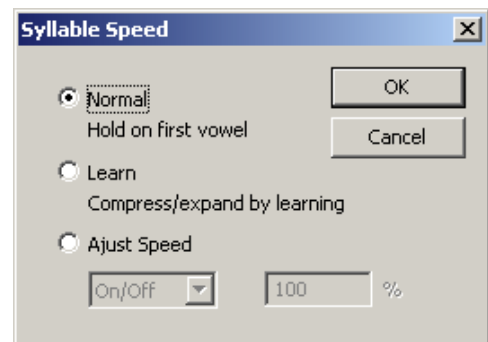 Syllable Speed
Normal
OK
Hold on first vowel
Cancel
Learn
Compress/expand by learning
Ajust Speed
On/Off 100 %